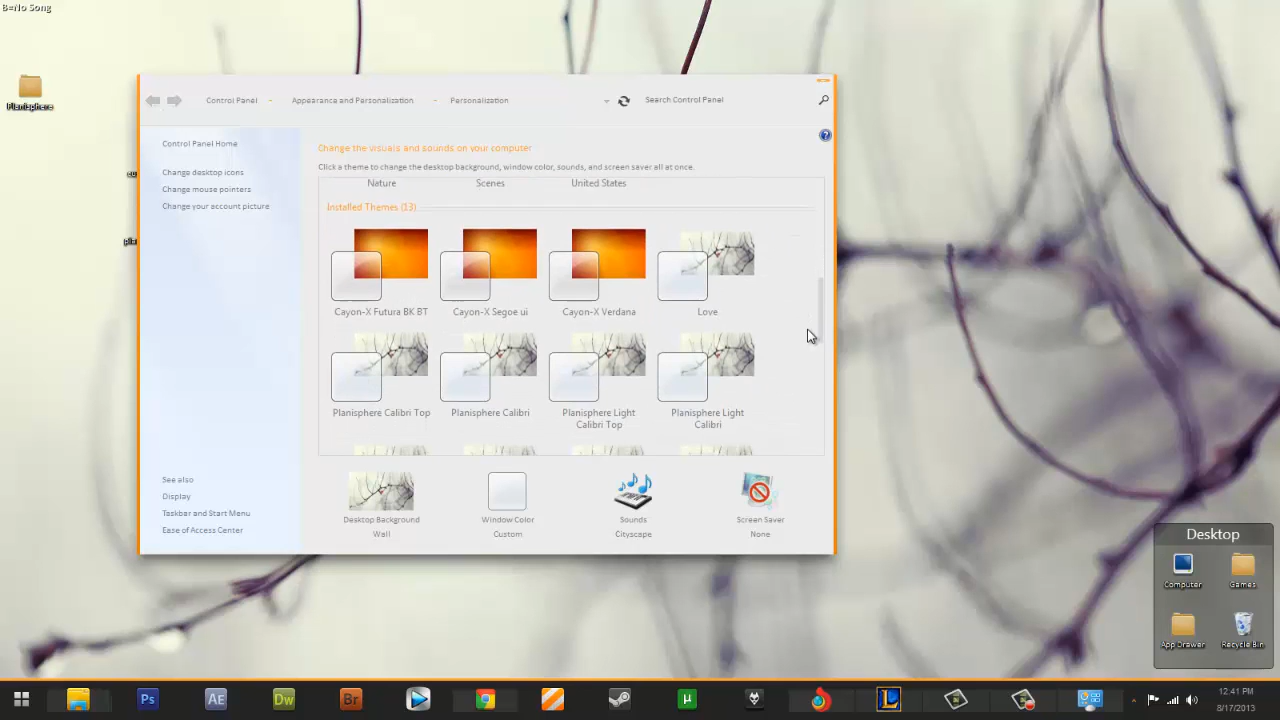 B=No Song
Planisphere
Control Panel
Appearance and Personalization
Personalization
Search Control Panel
Control Panel Home
Change desktop icons
Change mouse pointers
Change your account picture
See also
Display
Taskbar and Start Menu
Ease of Access Center
Change the visuals and sounds on your computer
Click a theme to change the desktop background, window color, sounds, and screen saver all at once.
Nature
Scenes
United States
Installed Themes (13)
Cayon-X Futura BK BT
Cayon-X Segoe ui
Cayon-X Verdana
Love
Planisphere Calibri Top
Planisphere Calibri
Planisphere Light
Calibri Top
Planisphere Light
Calibri
Desktop Background
Wall
Window Color
Custom
Sounds
Cityscape
Screen Saver
None
Desktop
Computer
Games
App Drawer
Recycle Bin
Ps
AE
Dw
Br
µ
L
12:41 PM
8/17/2013